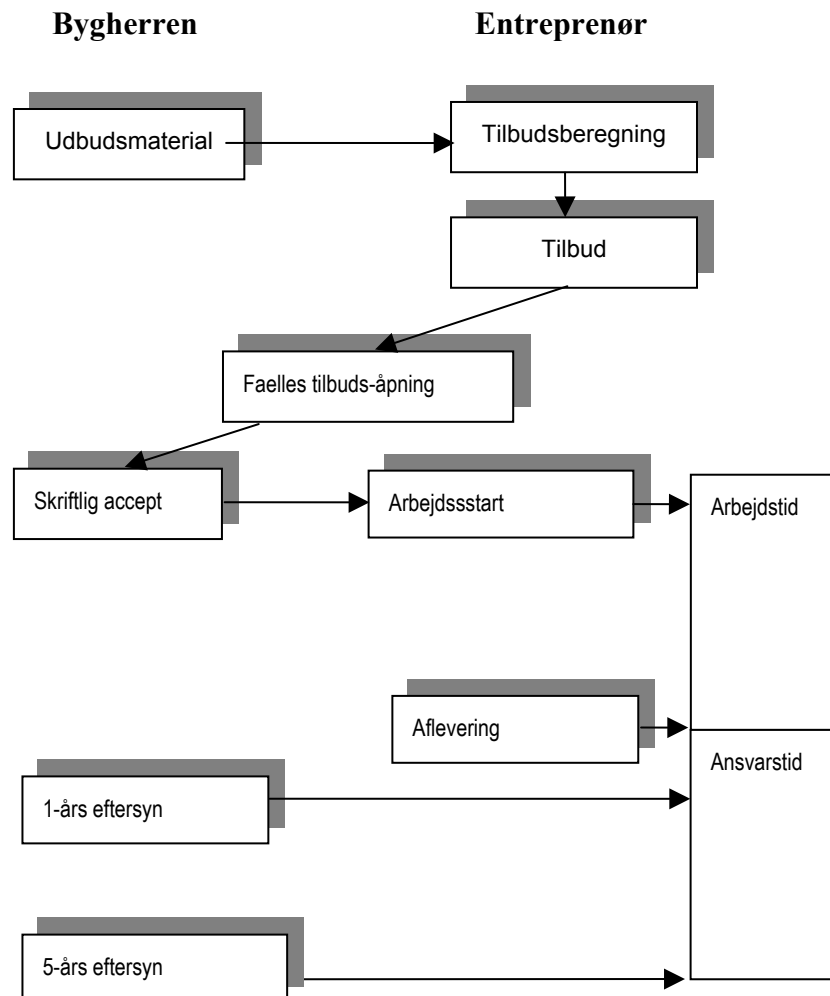 Bygherren Entreprenør
Udbudsmaterial
Tilbudsberegning
Tilbud
Faelles tilbuds-åpning
Skriftlig accept
Arbejdssstart
Arbejdstid
Aflevering
Ansvarstid
1-års eftersyn
5-års eftersyn